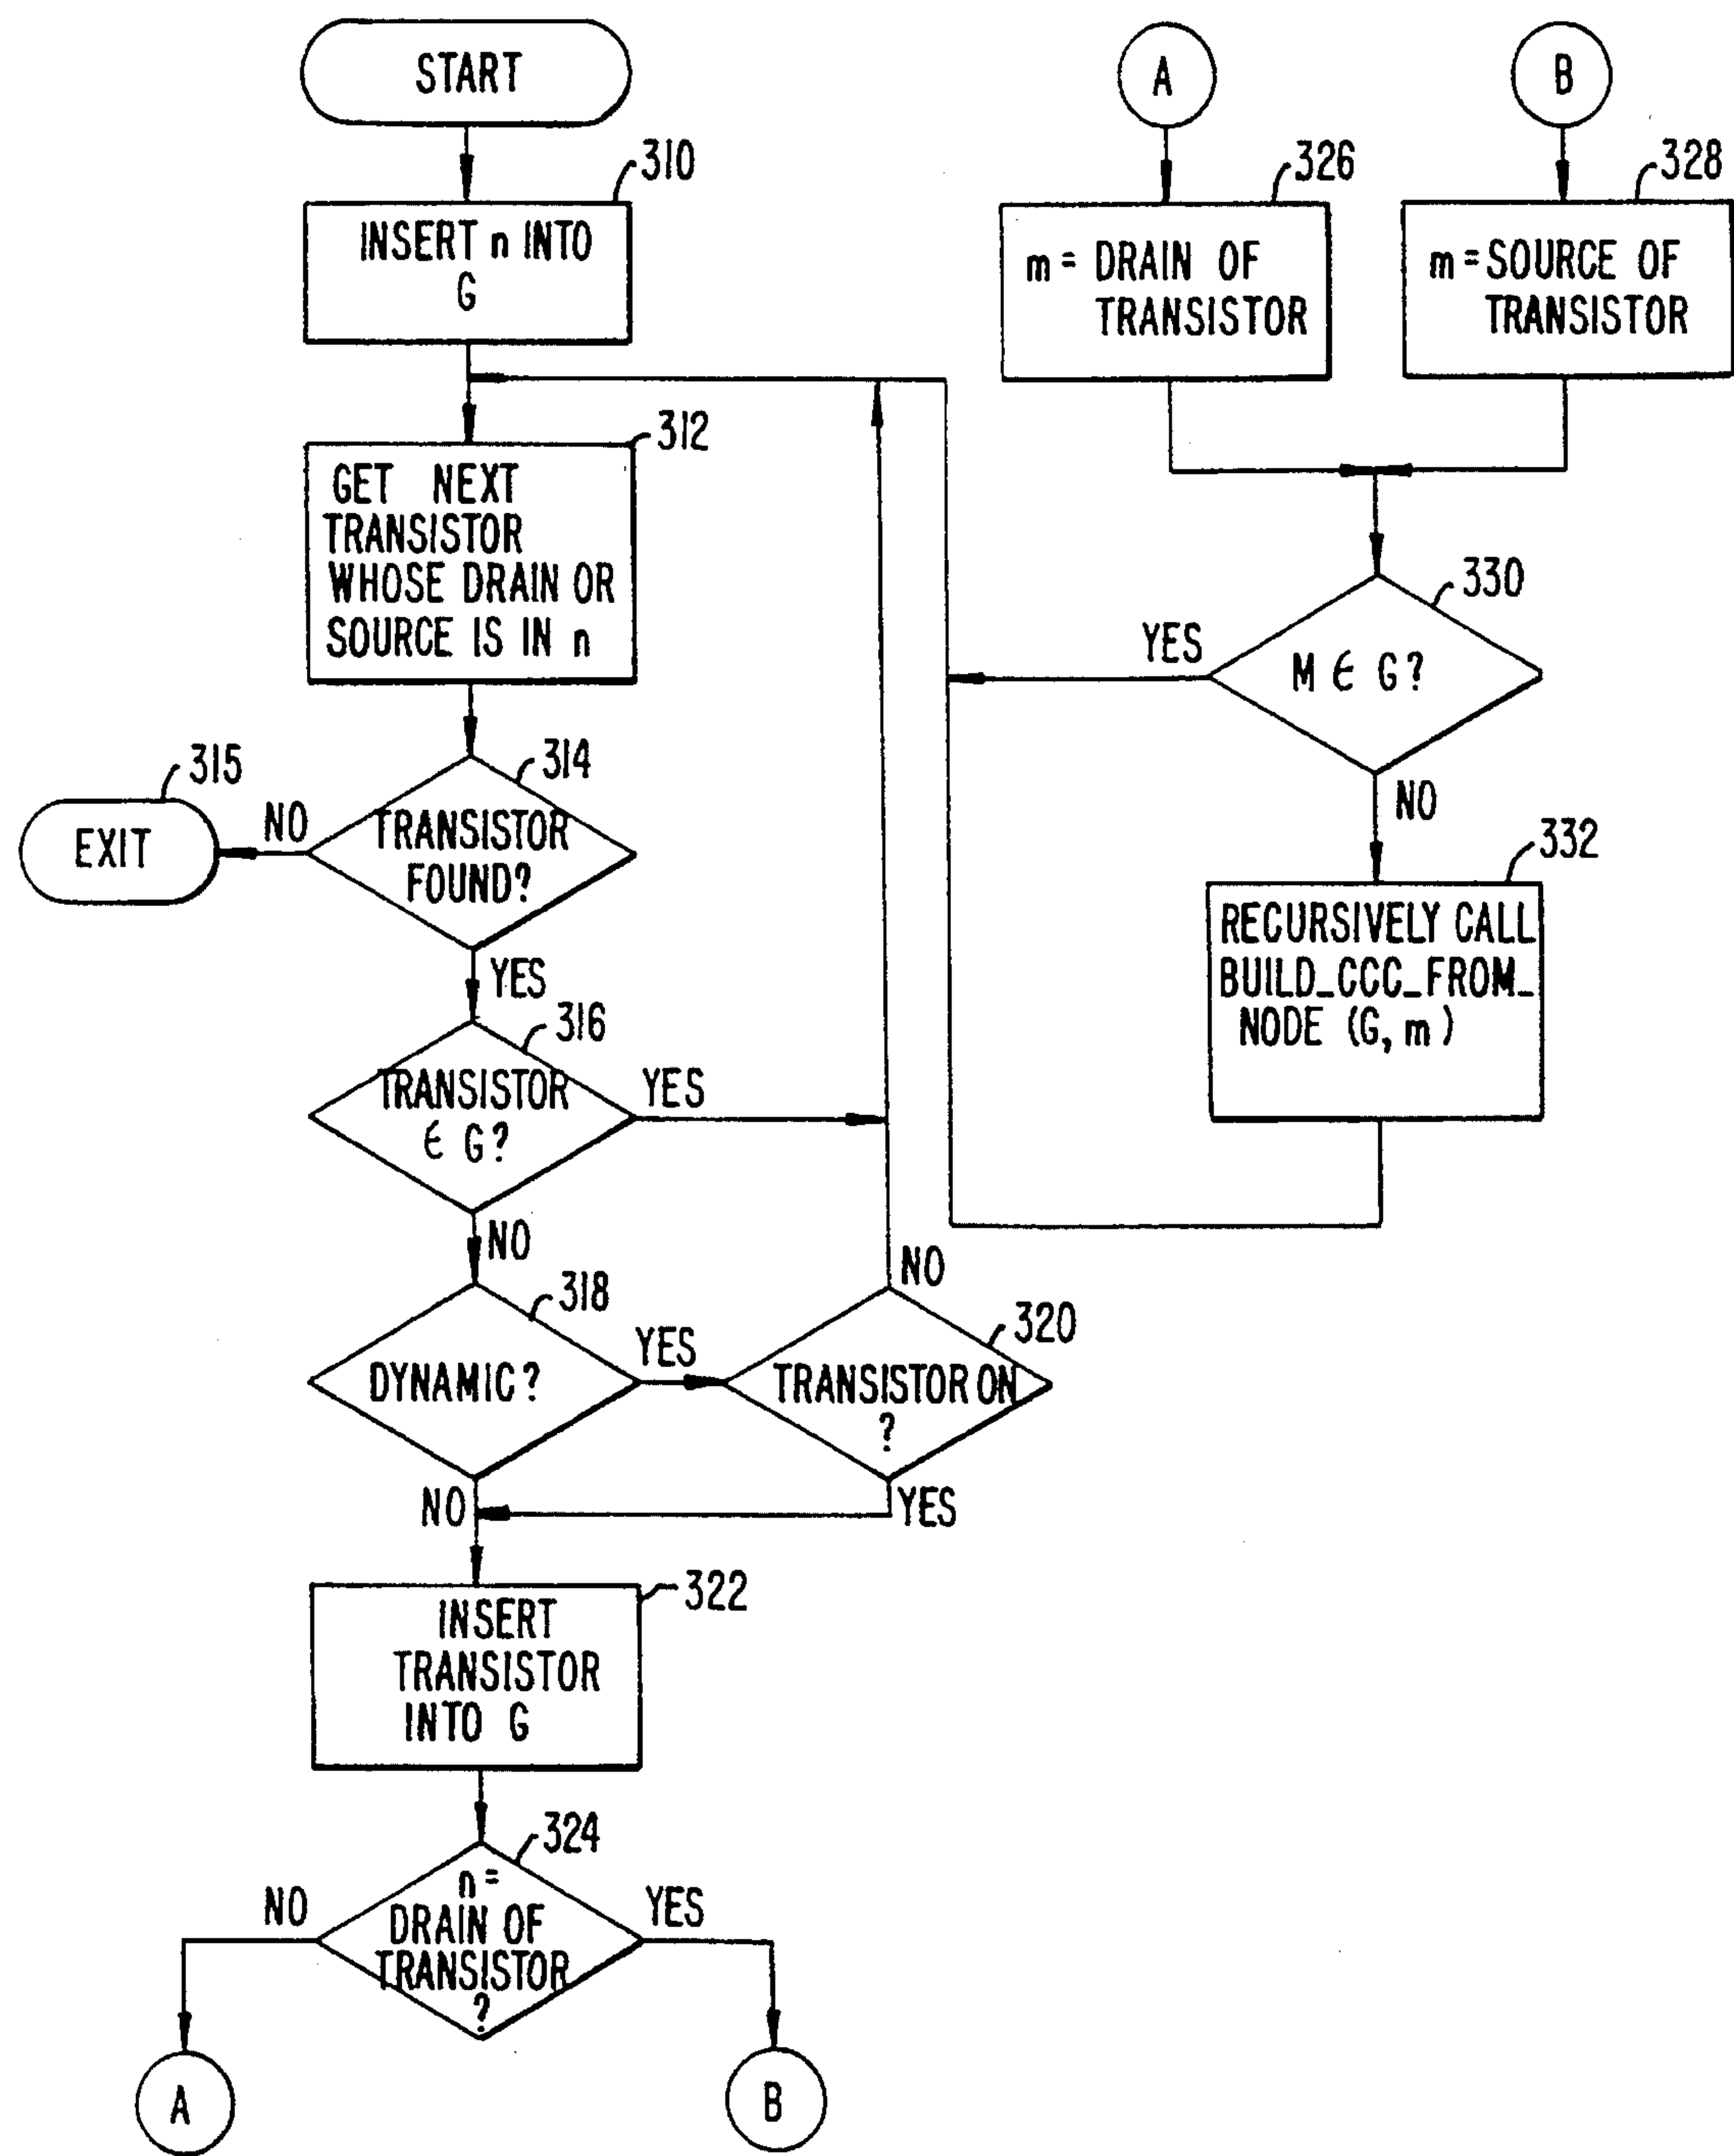 START
310
INSERT n INTO
G
312
GET NEXT
TRANSISTOR
WHOSE DRAIN OR
SOURCE IS IN n
314
TRANSISTOR
FOUND?
NO
315
EXIT
YES
316
TRANSISTOR
∈ G?
YES
NO
318
DYNAMIC?
YES
320
TRANSISTOR ON
?
NO
YES
NO
322
INSERT
TRANSISTOR
INTO G
324
n =
DRAIN OF
TRANSISTOR
?
NO
YES
A
B
A
326
m = DRAIN OF
TRANSISTOR
B
328
m = SOURCE OF
TRANSISTOR
330
M ∈ G?
YES
NO
332
RECURSIVELY CALL
BUILD_CCC_FROM_
NODE (G, m)